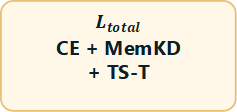 L_total
CE + MemKD
+ TS-T